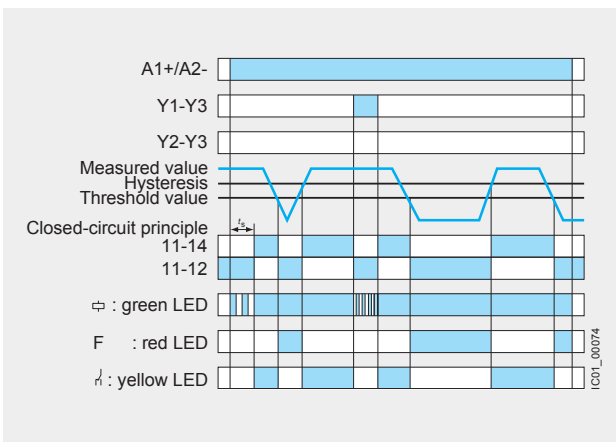 A1+/A2-
Y1-Y3
Y2-Y3
Measured value
Hysteresis
Threshold value
Closed-circuit principle
ts
11-14
11-12
: green LED
F : red LED
: yellow LED
IC01_00074